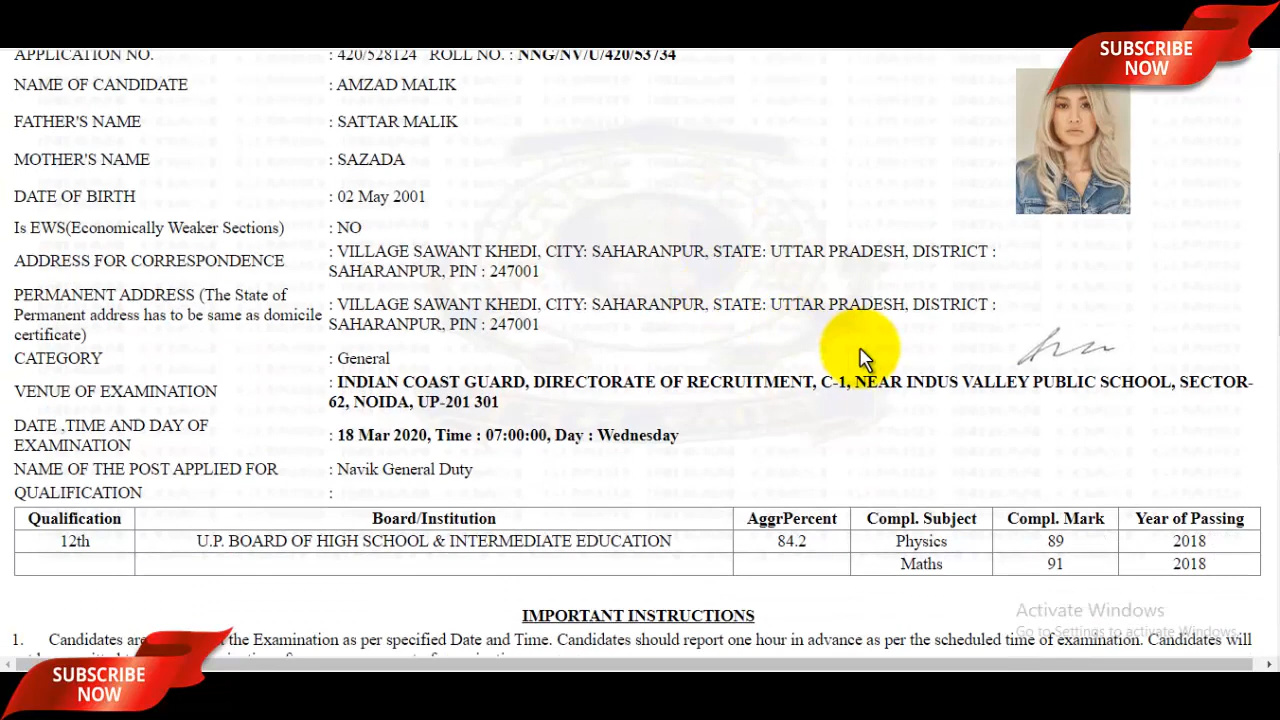 SUBSCRIBE
NOW
APPLICATION NO. : 420/528124 ROLL NO. : NNG/NV/U/420/53734
NAME OF CANDIDATE : AMZAD MALIK
FATHER'S NAME : SATTAR MALIK
MOTHER'S NAME : SAZADA
DATE OF BIRTH : 02 May 2001
Is EWS(Economically Weaker Sections) : NO
ADDRESS FOR CORRESPONDENCE : VILLAGE SAWANT KHEDI, CITY: SAHARANPUR, STATE: UTTAR PRADESH, DISTRICT :
SAHARANPUR, PIN : 247001
PERMANENT ADDRESS (The State of
Permanent address has to be same as domicile
certificate)
: VILLAGE SAWANT KHEDI, CITY: SAHARANPUR, STATE: UTTAR PRADESH, DISTRICT :
SAHARANPUR, PIN : 247001
CATEGORY : General
VENUE OF EXAMINATION : INDIAN COAST GUARD, DIRECTORATE OF RECRUITMENT, C-1, NEAR INDUS VALLEY PUBLIC SCHOOL, SECTOR-
62, NOIDA, UP-201 301
DATE ,TIME AND DAY OF
EXAMINATION
: 18 Mar 2020, Time : 07:00:00, Day : Wednesday
NAME OF THE POST APPLIED FOR : Navik General Duty
QUALIFICATION :
Qualification Board/Institution AggrPercent Compl. Subject Compl. Mark Year of Passing
12th U.P. BOARD OF HIGH SCHOOL & INTERMEDIATE EDUCATION 84.2 Physics 89 2018
Maths 91 2018
IMPORTANT INSTRUCTIONS
Activate Windows
Go to Settings to activate Windows.
1. Candidates are the Examination as per specified Date and Time. Candidates should report one hour in advance as per the scheduled time of examination. Candidates will
SUBSCRIBE
NOW